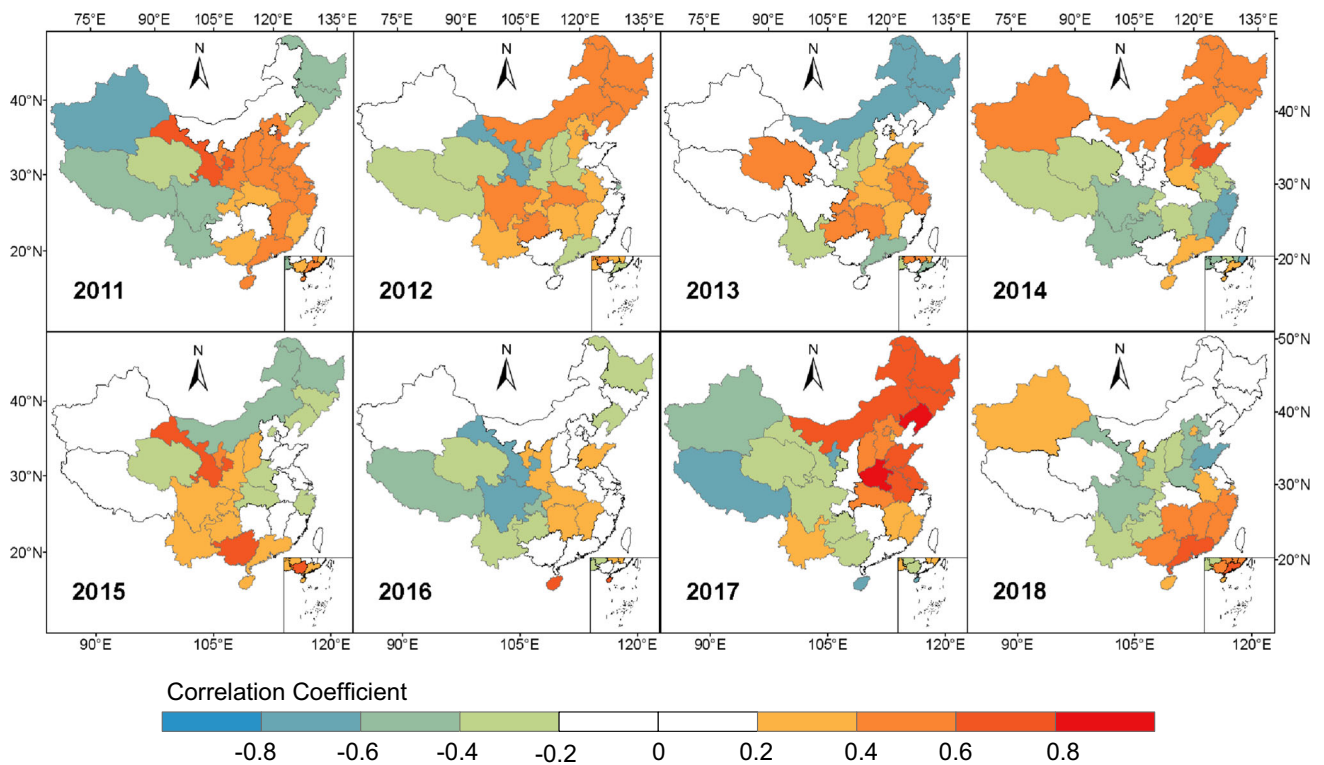 75°E 90°E 105°E 120°E 135°E 75°E 90°E 105°E 120°E 135°E 75°E 90°E 105°E 120°E 135°E 75°E 90°E 105°E 120°E 135°E
N N N N
40°N 40°N
30°N 30°N
20°N 20°N
2011 2012 2013 2014
N N N N 50°N
40°N 40°N
30°N 30°N
20°N 20°N
2015 2016 2017 2018
90°E 105°E 120°E 90°E 105°E 120°E 90°E 105°E 120°E 90°E 105°E 120°E
Correlation Coefficient
-0.8 -0.6 -0.4 -0.2 0 0.2 0.4 0.6 0.8